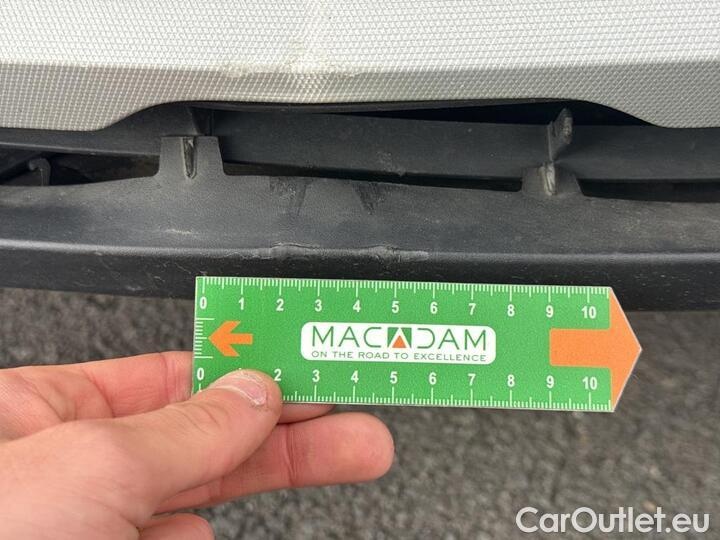 0 1 2 3 4 5 6 7 8 9 10
MACADAM
ON THE ROAD TO EXCELLENCE
0 1 2 3 4 5 6 7 8 9 10
CarOutlet.eu